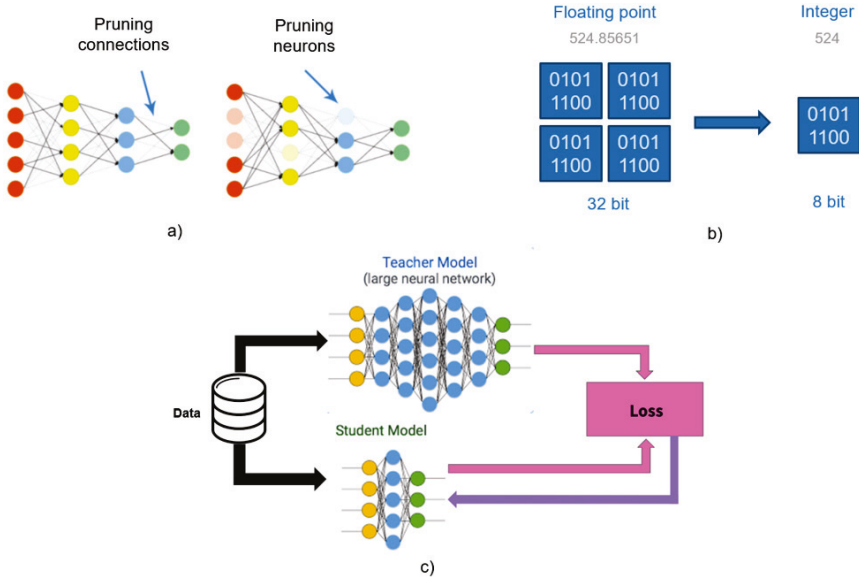 Pruning
connections
Pruning
neurons
a)
Floating point
524.85651
0101
1100
0101
1100
0101
1100
0101
1100
32 bit
Integer
524
0101
1100
8 bit
b)
Teacher Model
(large neural network)
Data
Loss
Student Model
c)